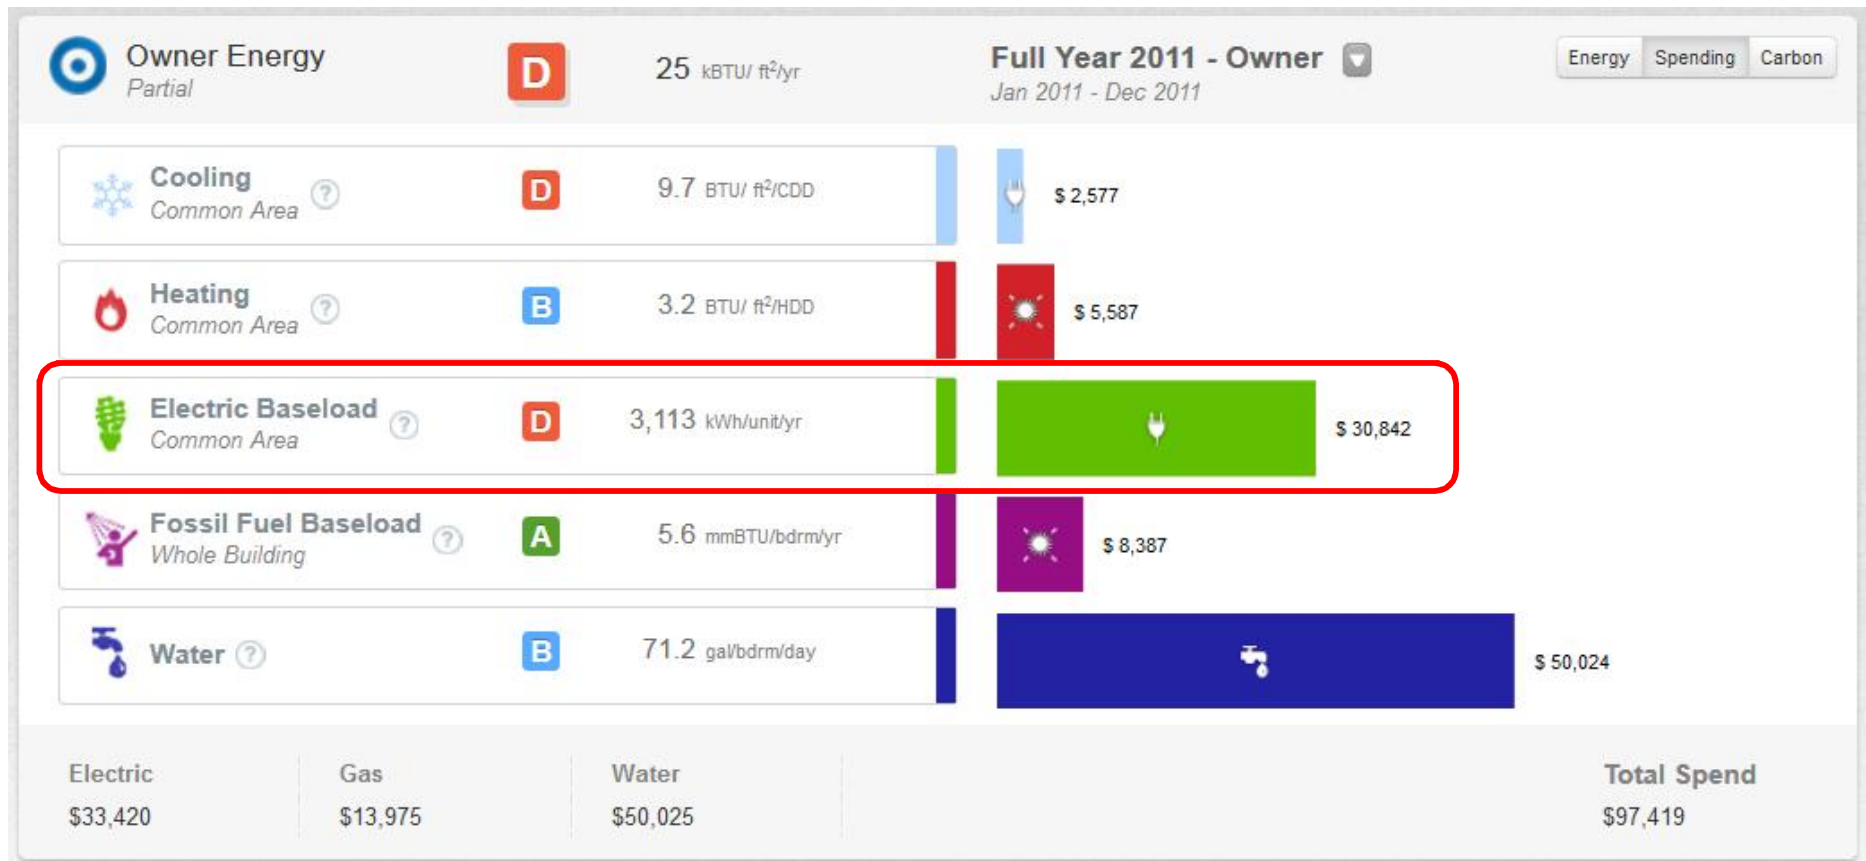 Owner Energy
Partial
D
25 kBTU/ ft²/yr
Full Year 2011 - Owner
Jan 2011 - Dec 2011
Energy Spending Carbon
Cooling ?
Common Area
D
9.7 BTU/ ft²/CDD
$ 2,577
Heating ?
Common Area
B
3.2 BTU/ ft²/HDD
$ 5,587
Electric Baseload ?
Common Area
D
3,113 kWh/unit/yr
$ 30,842
Fossil Fuel Baseload ?
Whole Building
A
5.6 mmBTU/bdrm/yr
$ 8,387
Water ?
B
71.2 gal/bdrm/day
$ 50,024
Electric
$33,420
Gas
$13,975
Water
$50,025
Total Spend
$97,419